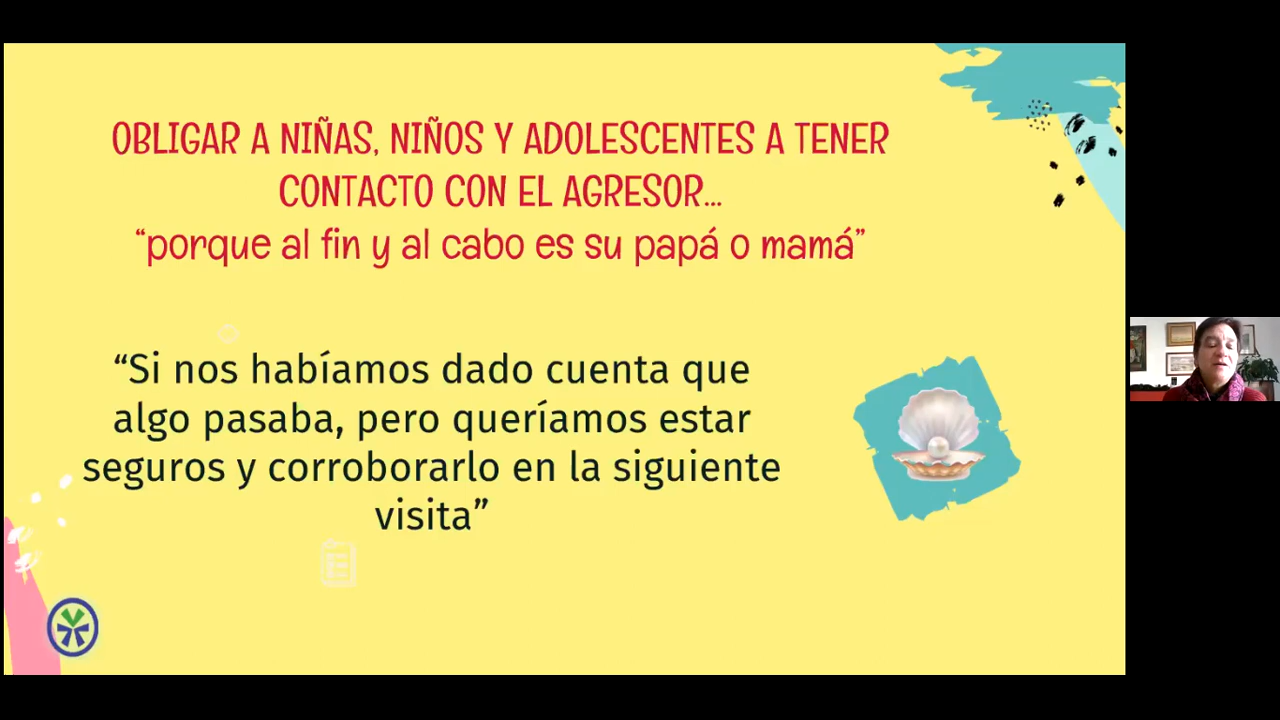 OBLIGAR A NIÑAS, NIÑOS Y ADOLESCENTES A TENER
CONTACTO CON EL AGRESOR...
“porque al fin y al cabo es su papá o mamá”
“Si nos habíamos dado cuenta que
algo pasaba, pero queríamos estar
seguros y corroborarlo en la siguiente
visita”